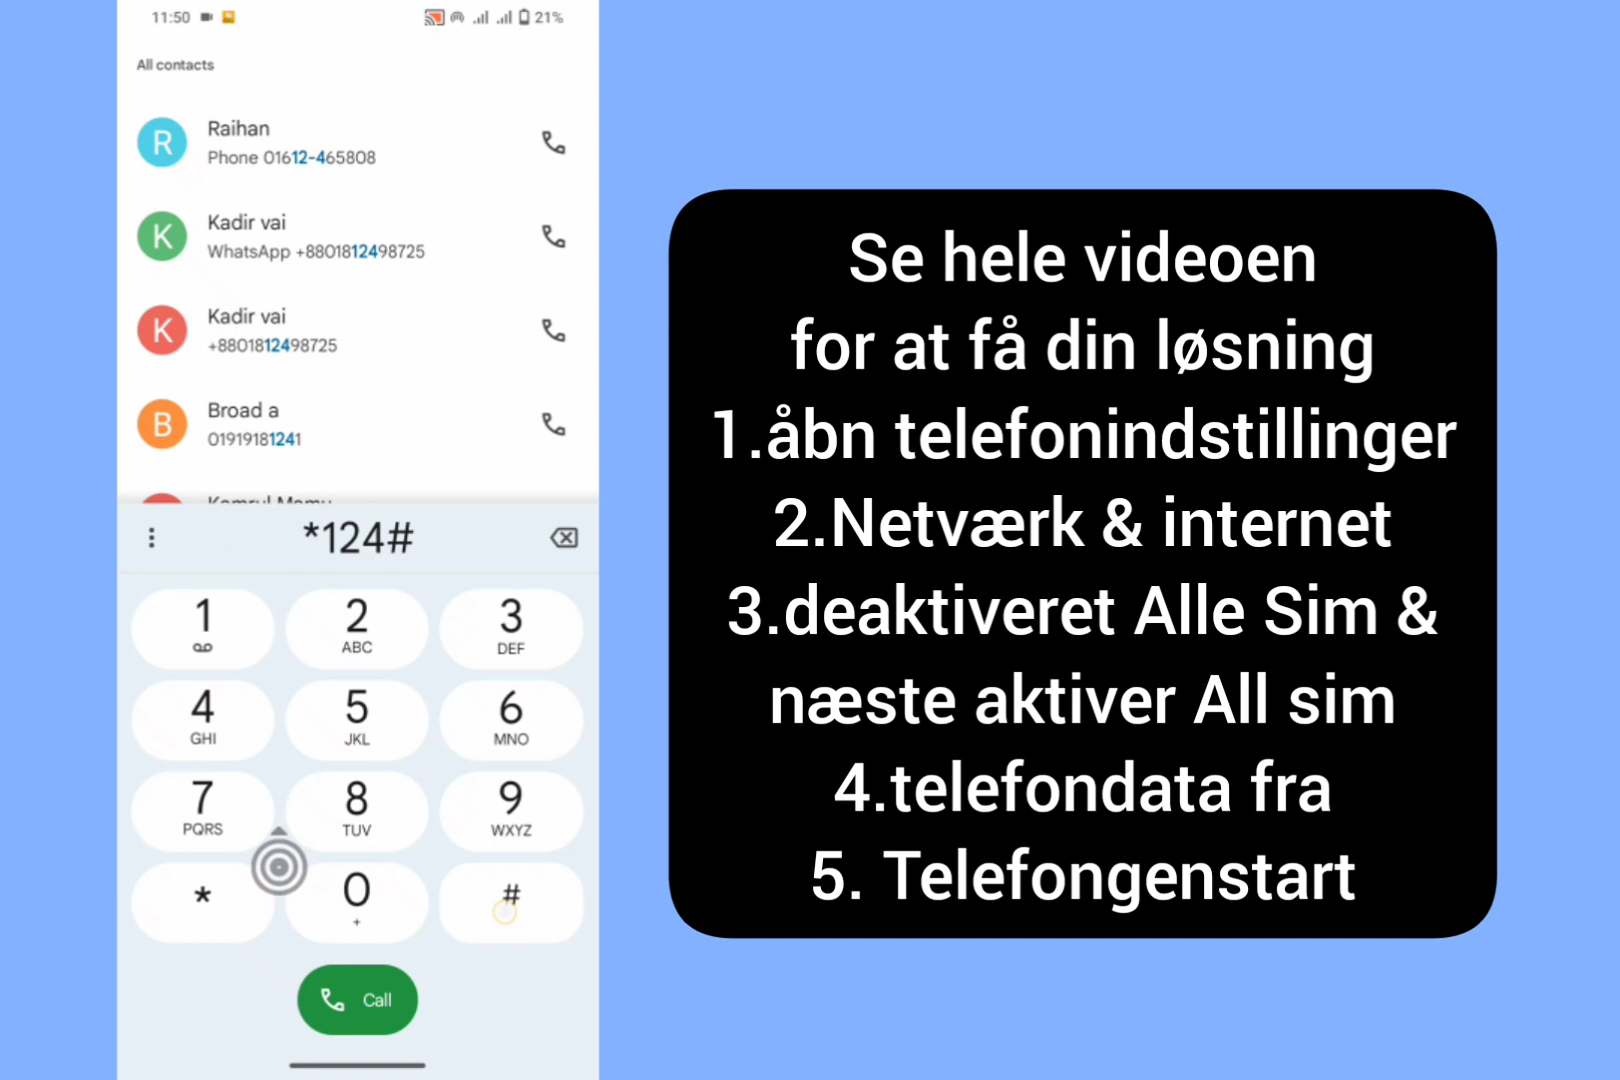 11:50
21%
All contacts
R
Raihan
Phone 01612-465808
K
Kadir vai
WhatsApp +8801812498725
K
Kadir vai
+8801812498725
B
Broad a
01919181241
*124#
1
2
ABC
3
DEF
4
GHI
5
JKL
6
MNO
7
PQRS
8
TUV
9
WXYZ
*
0
+
#
Call
Se hele videoen
for at få din løsning
1.åbn telefonindstillinger
2.Netværk & internet
3.deaktiveret Alle Sim &
næste aktiver All sim
4.telefondata fra
5. Telefongenstart